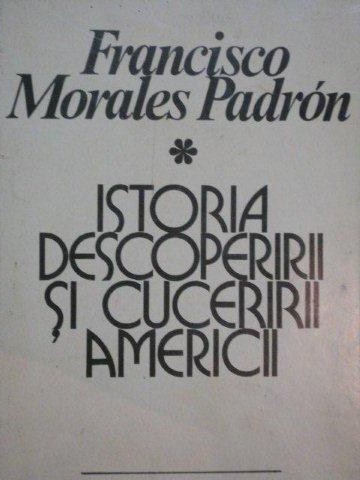 Francisco
Morales Padrón
*
ISTORIA
DESCOPERIRII
ȘI CUCERIRII
AMERICII